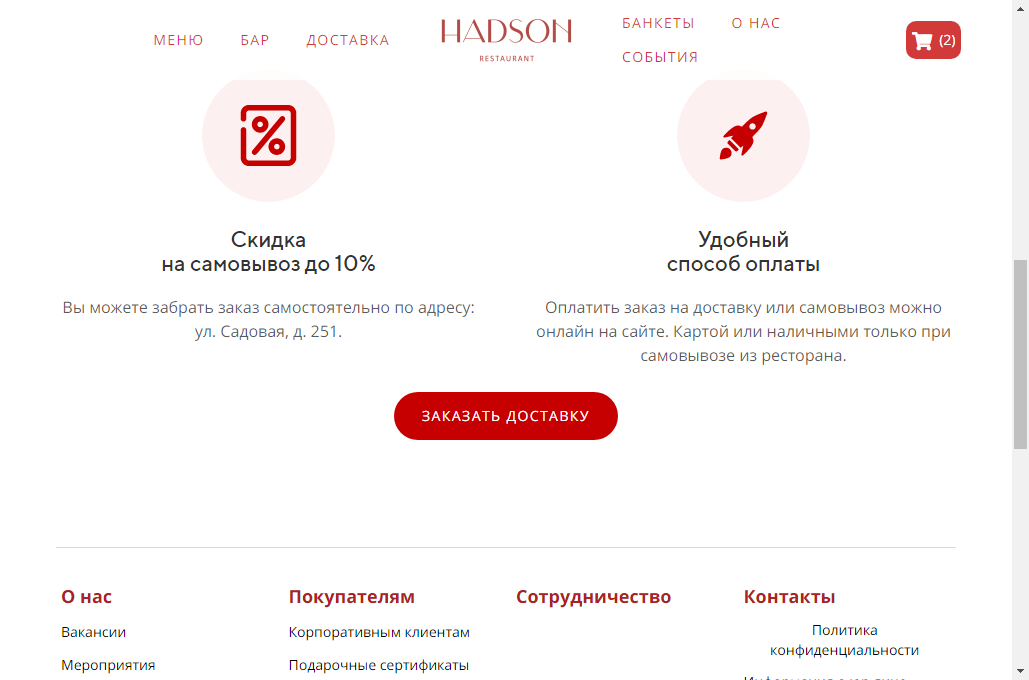 МЕНЮ
БАР
ДОСТАВКА
HADSON
RESTAURANT
БАНКЕТЫ
О НАС
СОБЫТИЯ
(2)
Скидка
на самовывоз до 10%
Вы можете забрать заказ самостоятельно по адресу:
ул. Садовая, д. 251.
Удобный
способ оплаты
Оплатить заказ на доставку или самовывоз можно
онлайн на сайте. Картой или наличными только при
самовывозе из ресторана.
ЗАКАЗАТЬ ДОСТАВКУ
О нас
Вакансии
Мероприятия
Покупателям
Корпоративным клиентам
Подарочные сертификаты
Сотрудничество
Контакты
Политика
конфиденциальности